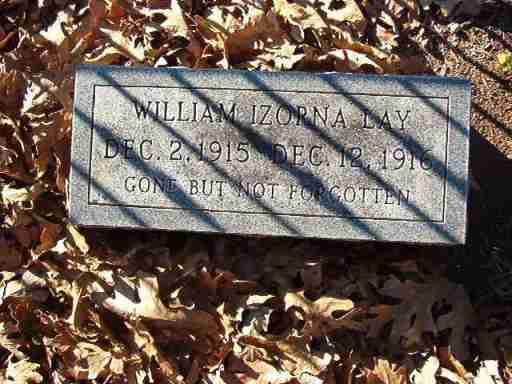 WILLIAM IZORNA LAY
DEC. 2, 1915 DEC. 12, 1916
GONE BUT NOT FORGOTTEN